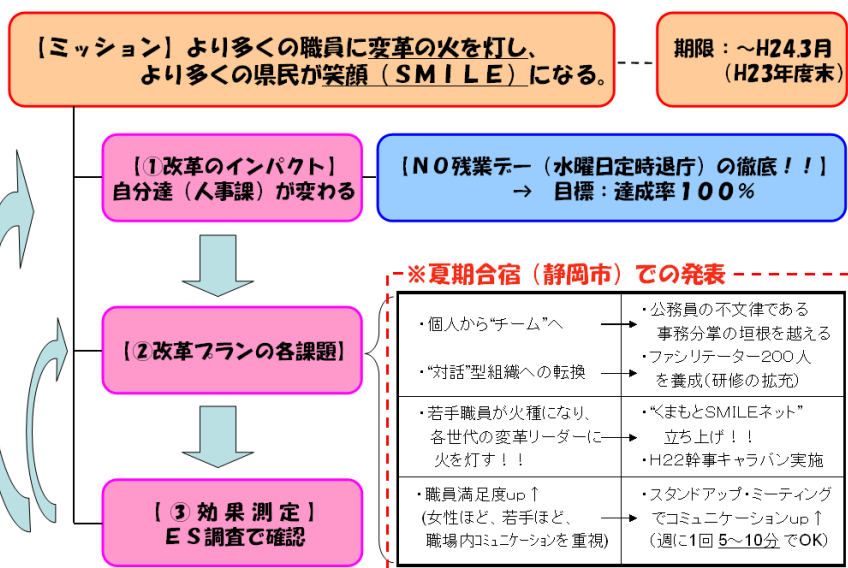 【ミッション】より多くの職員に変革の火を灯し、
より多くの県民が笑顔(SMILE)になる。
期限:~H24.3月
(H23年度末)
【①改革のインパクト】
自分達(人事課)が変わる
【NO残業デー(水曜日定時退庁)の徹底!!】
→ 目標:達成率100%
※夏期合宿(静岡市)での発表
【②改革プランの各課題】
・個人から“チーム”へ
・公務員の不文律である
事務分掌の垣根を越える
・“対話”型組織への転換
・ファシリテーター200人
を養成(研修の拡充)
・若手職員が火種になり、
各世代の変革リーダーに
火を灯す!!
・“くまもとSMILEネット”
立ち上げ!!
・H22幹事キャラバン実施
・職員満足度up↑
(女性ほど、若手ほど、
職場内コミュニケーションを重視)
・スタンドアップ・ミーティング
でコミュニケーションup↑
(週に1回 5~10分 でOK)
【③効果測定】
ES調査で確認